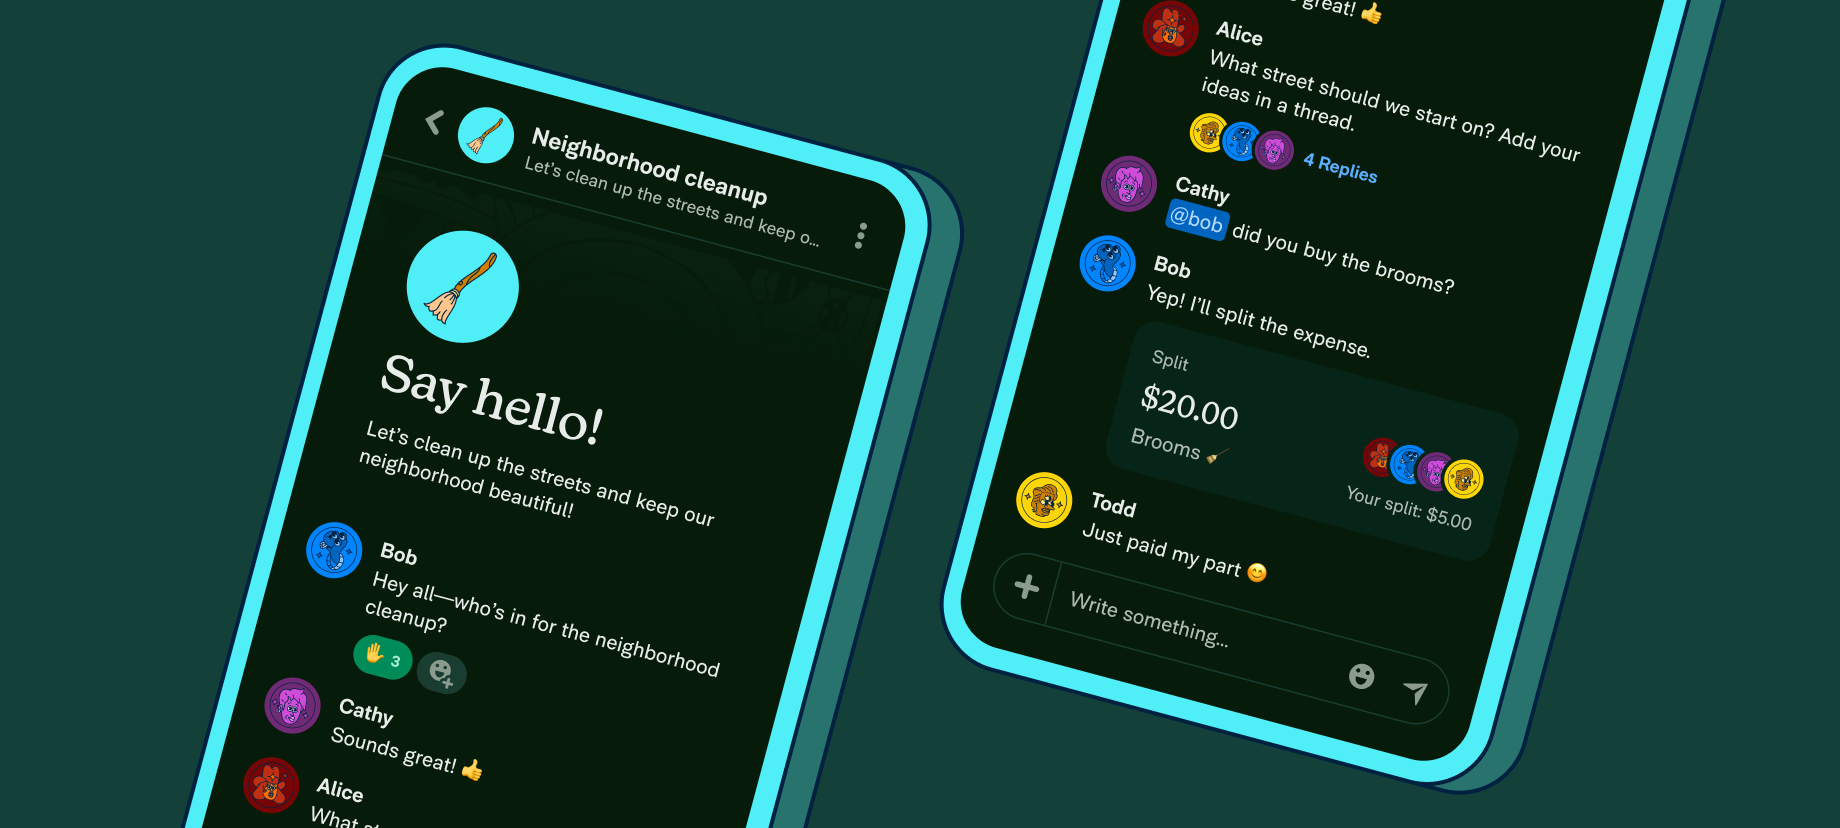 Neighborhood cleanup
Let's clean up the streets and keep o...
Say hello!
Let's clean up the streets and keep our
neighborhood beautiful!
Bob
Hey all—who's in for the neighborhood
cleanup?
3
Cathy
Sounds great! 👍
Alice
What
great! 👍
Alice
What street should we start on? Add your
ideas in a thread.
4 Replies
Cathy
@bob did you buy the brooms?
Bob
Yep! I'll split the expense.
Split
$20.00
Brooms 🧹
Your split: $5.00
Todd
Just paid my part 😊
Write something...